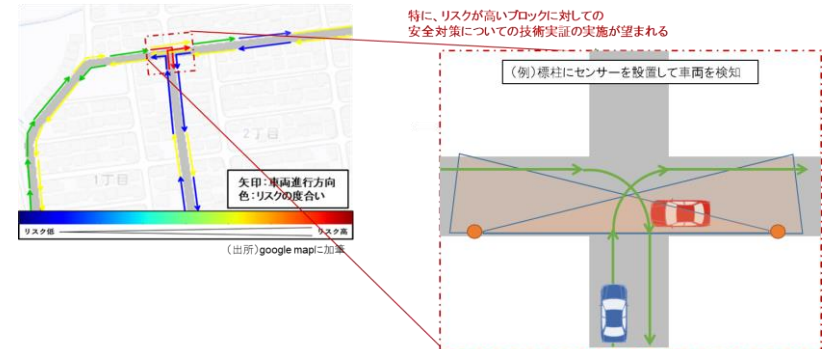 特に、リスクが高いブロックに対しての
安全対策についての技術実証の実施が望まれる
（例）標柱にセンサーを設置して車両を検知
2丁目
1丁目
矢印：車両進行方向
色：リスクの度合い
リスク低
リスク高
（出所）google mapに加筆